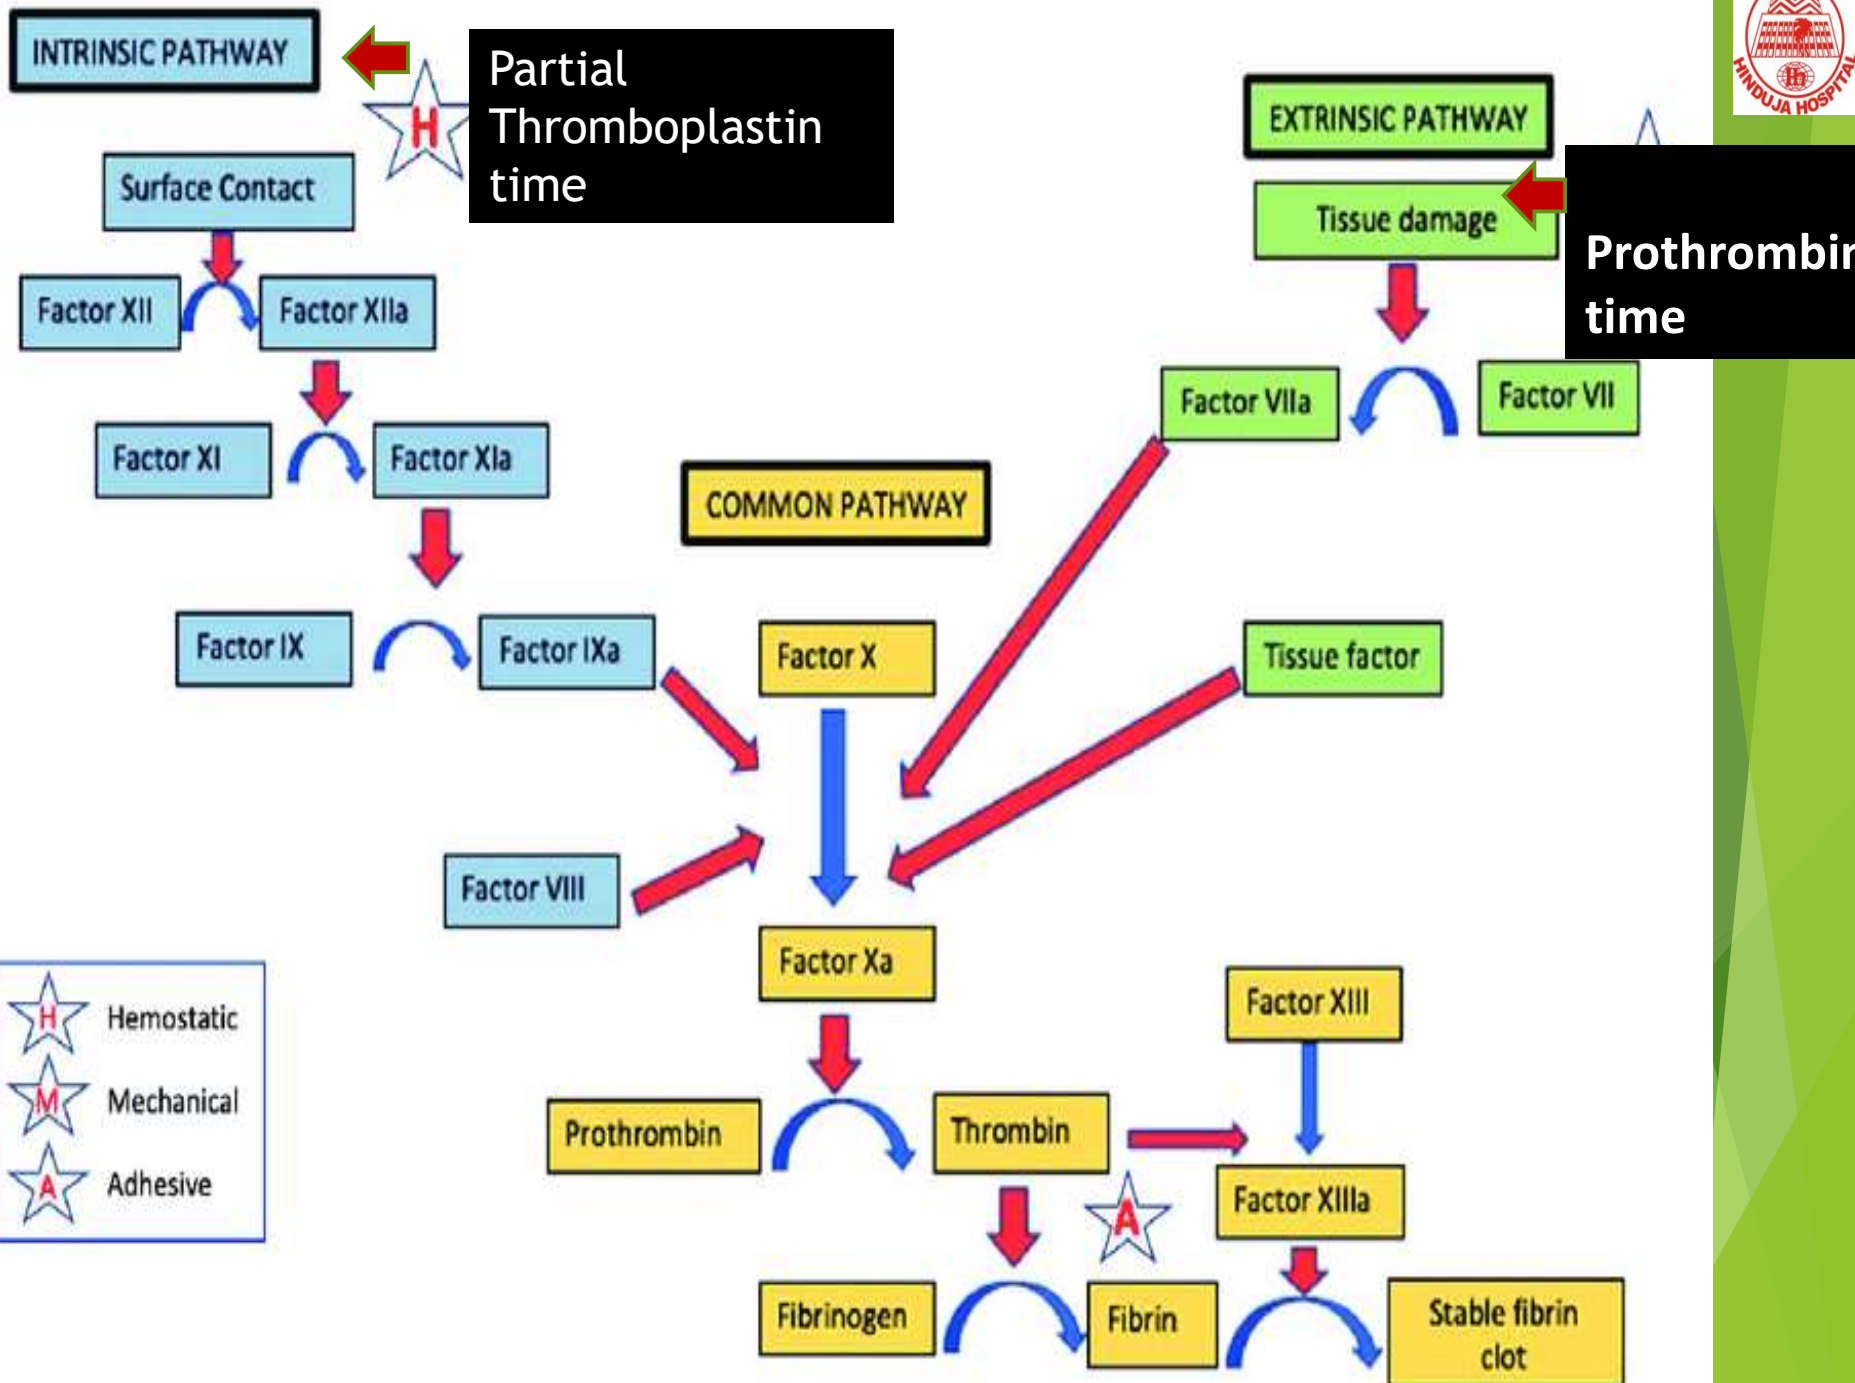 INTRINSIC PATHWAY
H
Partial
Thromboplastin
time
HINDUJA HOSPITAL
EXTRINSIC PATHWAY
Surface Contact
Tissue damage
Prothrombin
time
Factor XII
Factor XIIa
Factor VIIa
Factor VII
Factor XI
Factor XIa
COMMON PATHWAY
Factor IX
Factor IXa
Factor X
Tissue factor
Factor VIII
Factor Xa
Factor XIII
H Hemostatic
M Mechanical
A Adhesive
Prothrombin
Thrombin
A
Factor XIIIa
Fibrinogen
Fibrin
Stable fibrin
clot